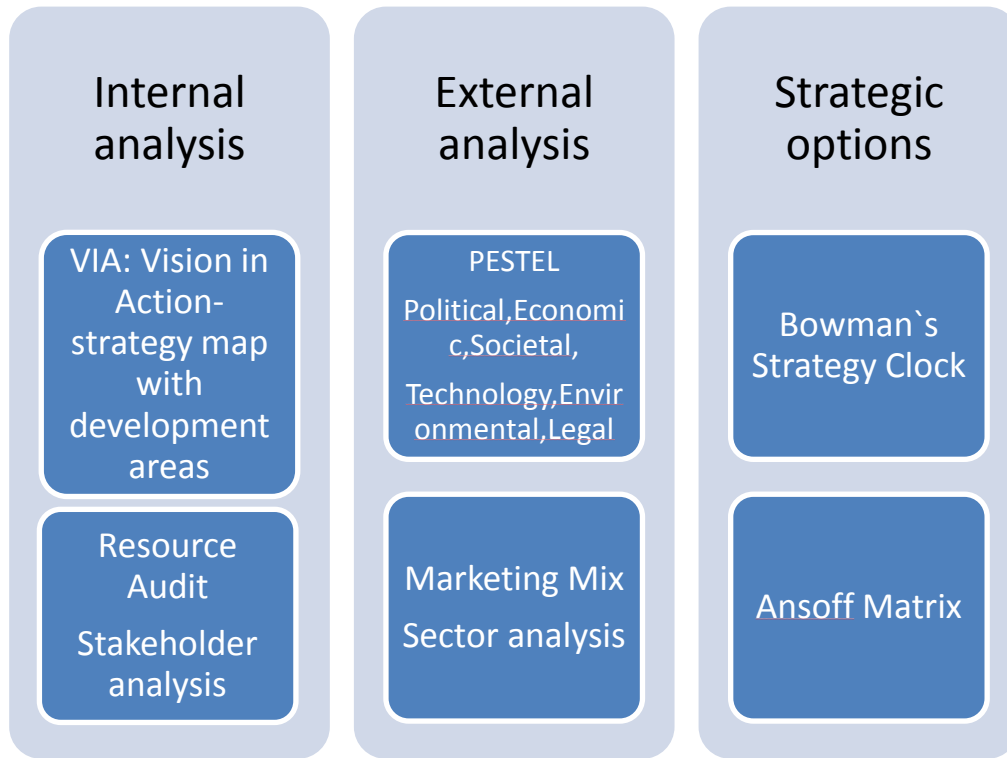 Internal
analysis
VIA: Vision in
Action-
strategy map
with
development
areas
Resource
Audit
Stakeholder
analysis
External
analysis
PESTEL
Political,Economi
c,Societal,
Technology,Envir
onmental,Legal
Marketing Mix
Sector analysis
Strategic
options
Bowman`s
Strategy Clock
Ansoff Matrix